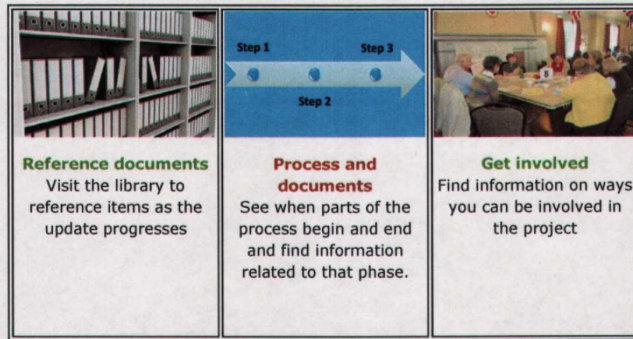 Step 1
Step 3
Step 2
8
Reference documents
Visit the library to
reference items as the
update progresses
Process and
documents
See when parts of the
process begin and end
and find information
related to that phase.
Get involved
Find information on ways
you can be involved in
the project